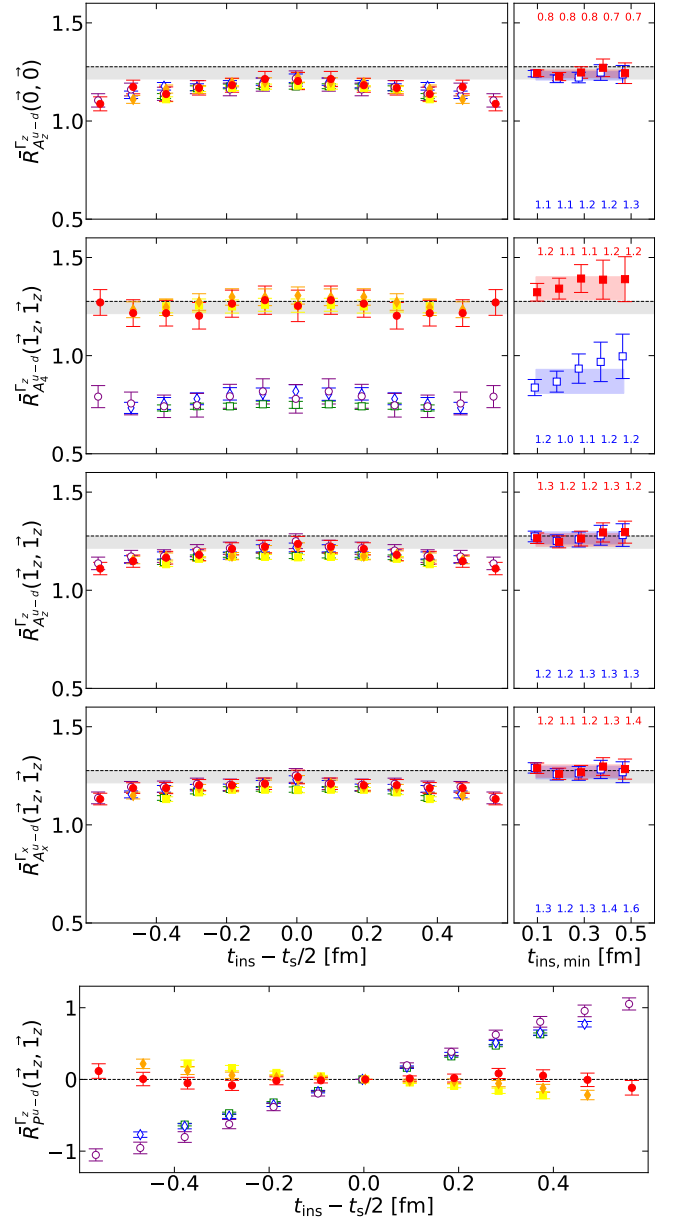 0.8 0.8 0.8 0.7 0.7
1.5
1.0
0.5
R̄^{Γ_z}_{A_z^{u-d}}(0⃗, 0⃗)
1.1 1.1 1.2 1.2 1.3
1.2 1.1 1.1 1.2 1.2
1.5
1.0
0.5
R̄^{Γ_z}_{A_4^{u-d}}(1⃗_z, 1⃗_z)
1.2 1.0 1.1 1.2 1.2
1.3 1.2 1.2 1.3 1.2
1.5
1.0
0.5
R̄^{Γ_z}_{A_z^{u-d}}(1⃗_z, 1⃗_z)
1.2 1.2 1.3 1.3 1.3
1.2 1.1 1.2 1.3 1.4
1.5
1.0
0.5
R̄^{Γ_x}_{A_x^{u-d}}(1⃗_z, 1⃗_z)
1.3 1.2 1.3 1.4 1.6
−0.4 −0.2 0.0 0.2 0.4
0.1 0.3 0.5
t_ins − t_s/2 [fm]
t_ins, min [fm]
1
0
−1
R̄^{Γ_z}_{P^{u-d}}(1⃗_z, 1⃗_z)
−0.4 −0.2 0.0 0.2 0.4
t_ins − t_s/2 [fm]